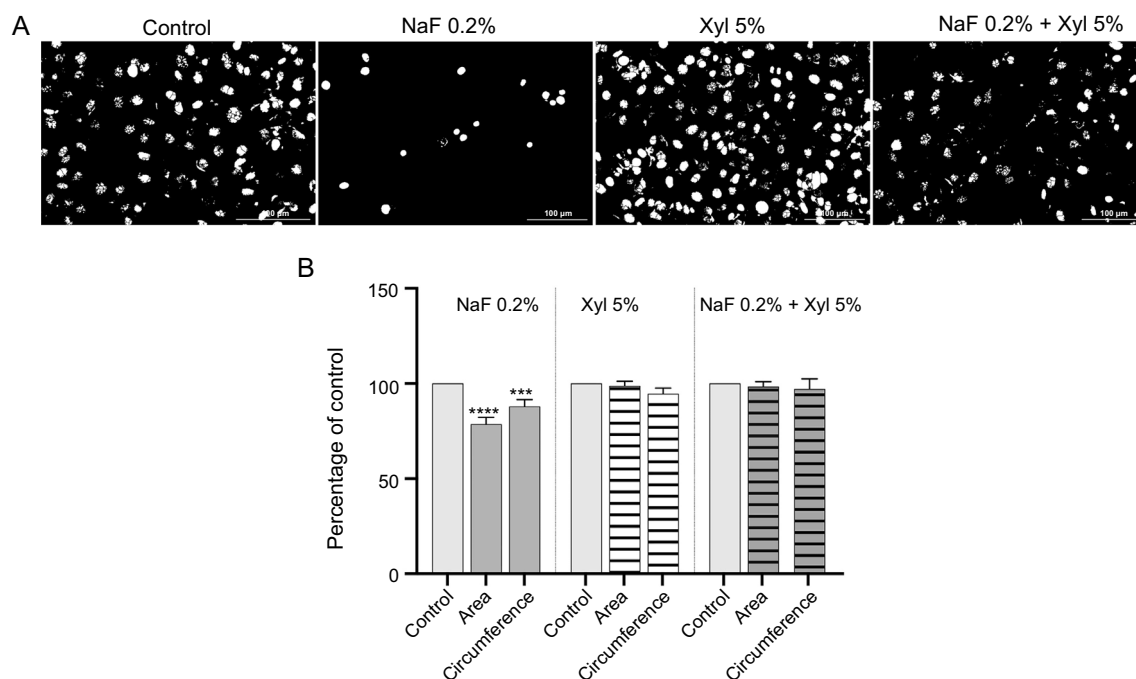 A
Control
NaF 0.2%
Xyl 5%
NaF 0.2% + Xyl 5%
100 µm
100 µm
100 µm
100 µm
B
150
100
50
0
Percentage of control
NaF 0.2%
Xyl 5%
NaF 0.2% + Xyl 5%
****
***
Control
Area
Circumference
Control
Area
Circumference
Control
Area
Circumference